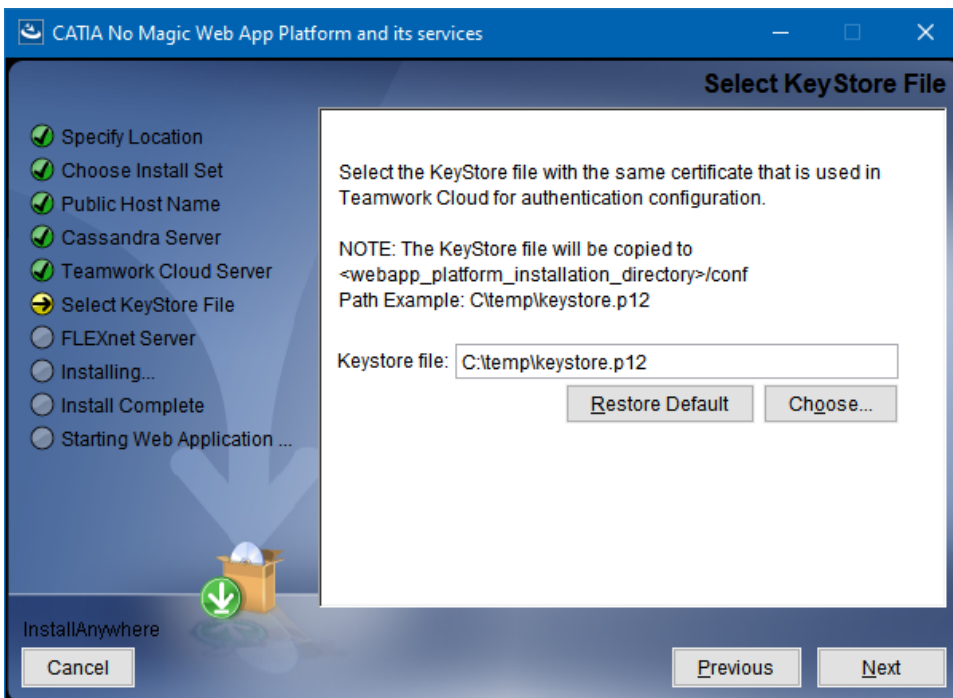 CATIA No Magic Web App Platform and its services
Select KeyStore File
Specify Location
Choose Install Set
Public Host Name
Cassandra Server
Teamwork Cloud Server
Select KeyStore File
FLEXnet Server
Installing...
Install Complete
Starting Web Application ...
Select the KeyStore file with the same certificate that is used in
Teamwork Cloud for authentication configuration.
NOTE: The KeyStore file will be copied to
<webapp_platform_installation_directory>/conf
Path Example: C\temp\keystore.p12
Keystore file: C:\temp\keystore.p12
Restore Default Choose...
InstallAnywhere
Cancel Previous Next